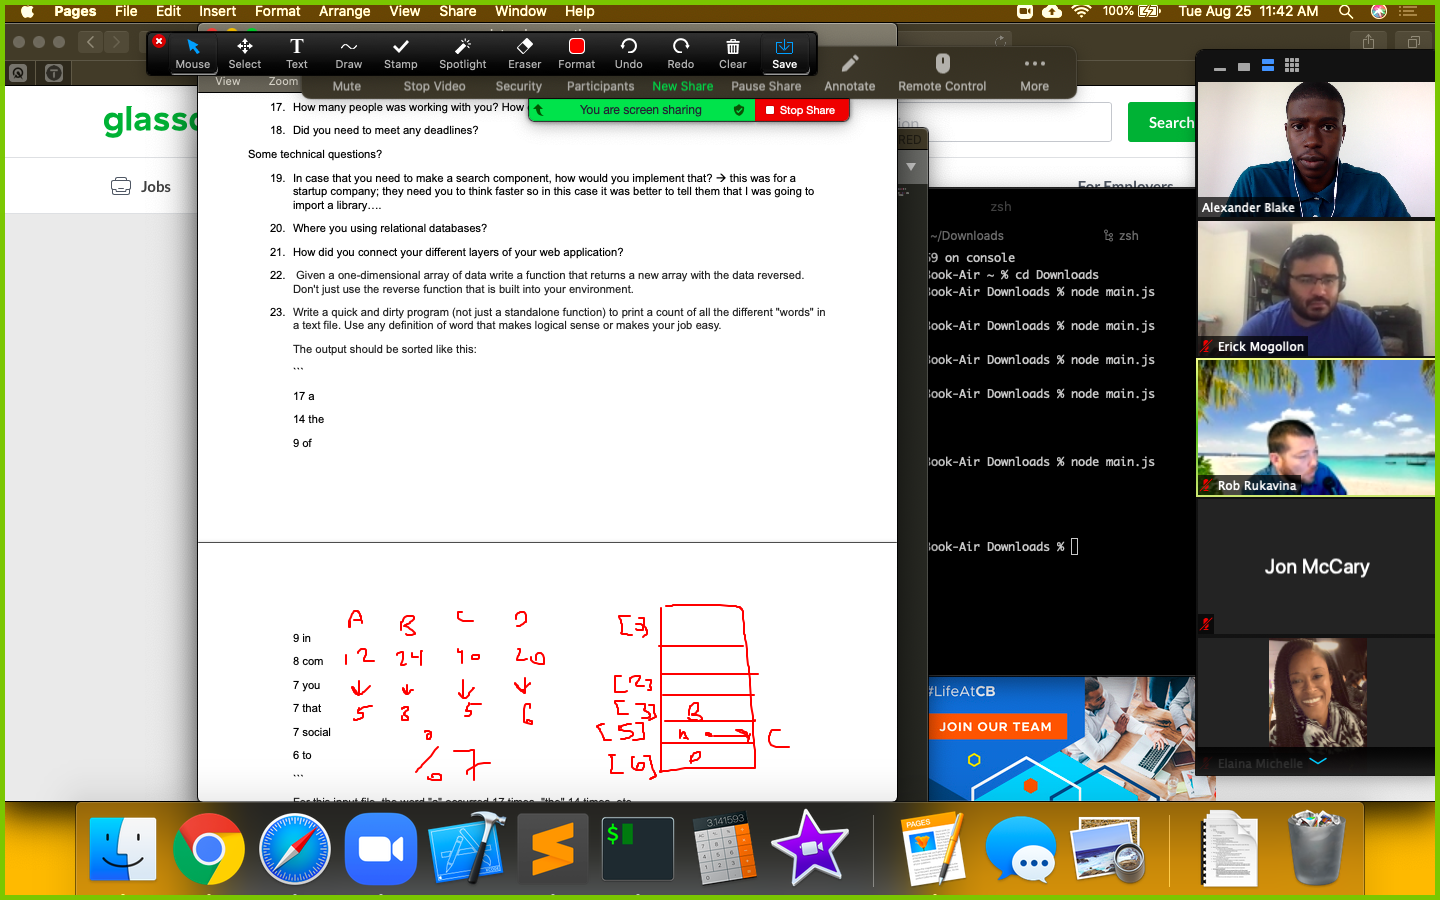 Pages File Edit Insert Format Arrange View Share Window Help 100% Tue Aug 25 11:42 AM
Mouse Select Text Draw Stamp Spotlight Eraser Format Undo Redo Clear Save
View Zoom
Mute Stop Video Security Participants New Share Pause Share Annotate Remote Control More
You are screen sharing Stop Share
glassd
Search
Jobs
For Employers
17. How many people was working with you? How
18. Did you need to meet any deadlines?
Some technical questions?
19. In case that you need to make a search component, how would you implement that? → this was for a
startup company; they need you to think faster so in this case it was better to tell them that I was going to
import a library….
20. Where you using relational databases?
21. How did you connect your different layers of your web application?
22. Given a one-dimensional array of data write a function that returns a new array with the data reversed.
Don't just use the reverse function that is built into your environment.
23. Write a quick and dirty program (not just a standalone function) to print a count of all the different "words" in
a text file. Use any definition of word that makes logical sense or makes your job easy.
The output should be sorted like this:
```
17 a
14 the
9 of
9 in
8 com
7 you
7 that
7 social
6 to
```
For this input file, the word "a" occurred 17 times, "the" 14 times, etc.
A B C D
12 24 40 20
5 3 5 6
% 7
[3]
[2]
[3] B
[5] A C
[6] D
RED
zsh
~/Downloads zsh
69 on console
Book-Air ~ % cd Downloads
Book-Air Downloads % node main.js
Book-Air Downloads % node main.js
Book-Air Downloads % node main.js
Book-Air Downloads % node main.js
Book-Air Downloads % node main.js
Book-Air Downloads %
#LifeAtCB
JOIN OUR TEAM
Alexander Blake
Erick Mogollon
Rob Rukavina
Jon McCary
Elaina Michelle
3.141593
PAGES